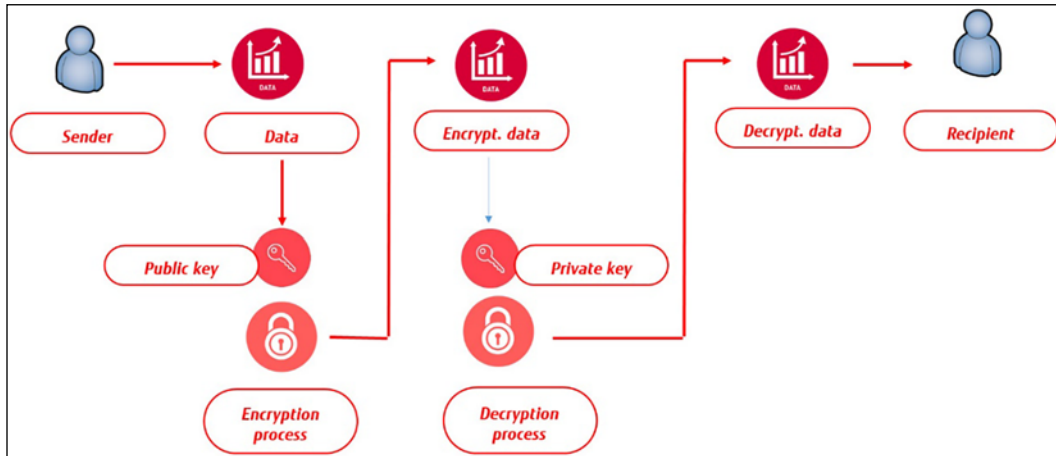 DATA
DATA
DATA
Sender
Data
Encrypt. data
Decrypt. data
Recipient
Public key
Private key
Encryption
process
Decryption
process